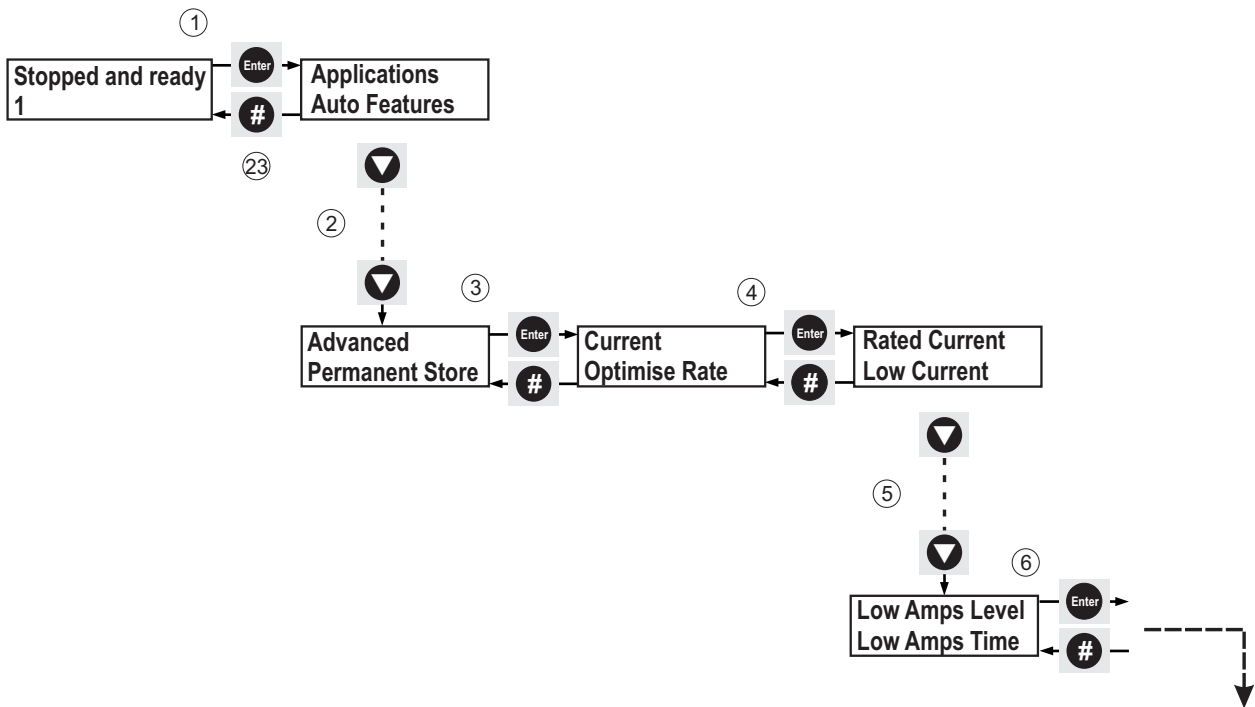 1
Stopped and ready
1
Enter
#
Applications
Auto Features
23
2
3
4
Advanced
Permanent Store
Enter
#
Current
Optimise Rate
Enter
#
Rated Current
Low Current
5
6
Low Amps Level
Low Amps Time
Enter
#